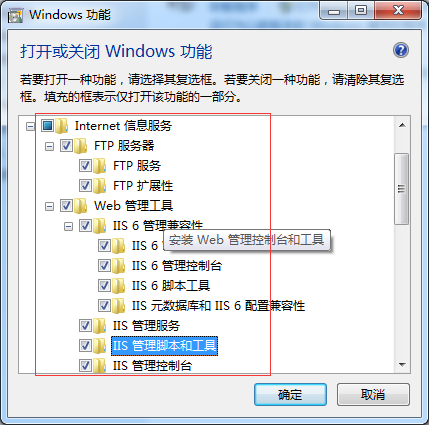 Windows 功能
打开或关闭 Windows 功能
若要打开一种功能，请选择其复选框。若要关闭一种功能，请清除其复选
框。填充的框表示仅打开该功能的一部分。
Internet 信息服务
FTP 服务器
FTP 服务
FTP 扩展性
Web 管理工具
IIS 6 管理兼容性
安装 Web 管理控制台和工具
IIS 6
IIS 6 管理控制台
IIS 6 脚本工具
IIS 元数据库和 IIS 6 配置兼容性
IIS 管理服务
IIS 管理脚本和工具
IIS 管理控制台
确定
取消